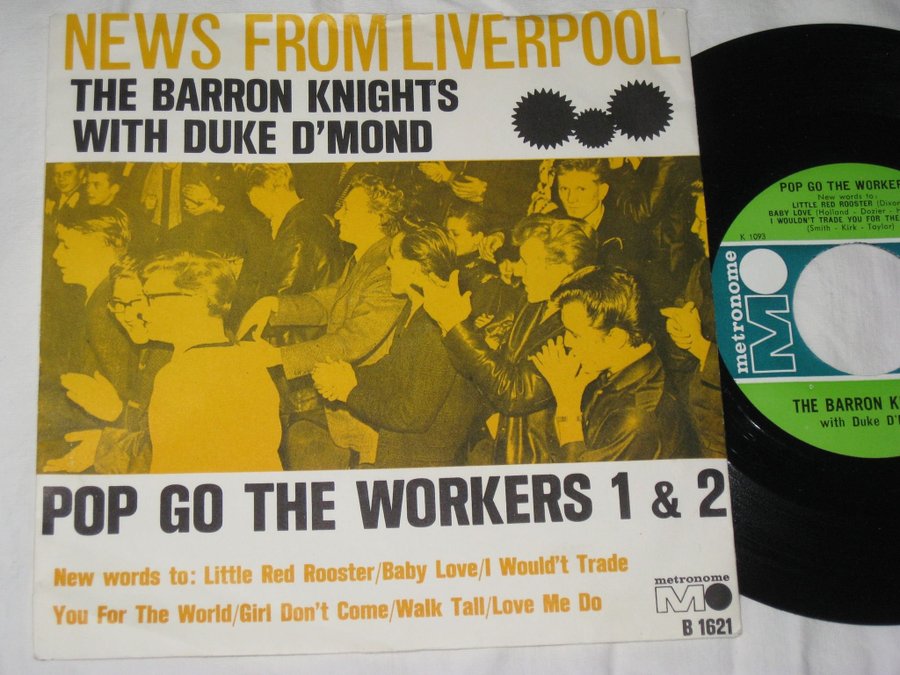 NEWS FROM LIVERPOOL
THE BARRON KNIGHTS
WITH DUKE D'MOND
POP GO THE WORKERS 1 & 2
New words to: Little Red Rooster/Baby Love/I Would't Trade
You For The World/Girl Don't Come/Walk Tall/Love Me Do
metronome
M
B 1621
POP GO THE WORKER
New words to:
LITTLE RED ROOSTER (Dixon
BABY LOVE (Holland - Dozier - H
I WOULDN'T TRADE YOU FOR THE
(Smith - Kirk - Taylor)
K 1093
metronome
M
THE BARRON K
with Duke D'